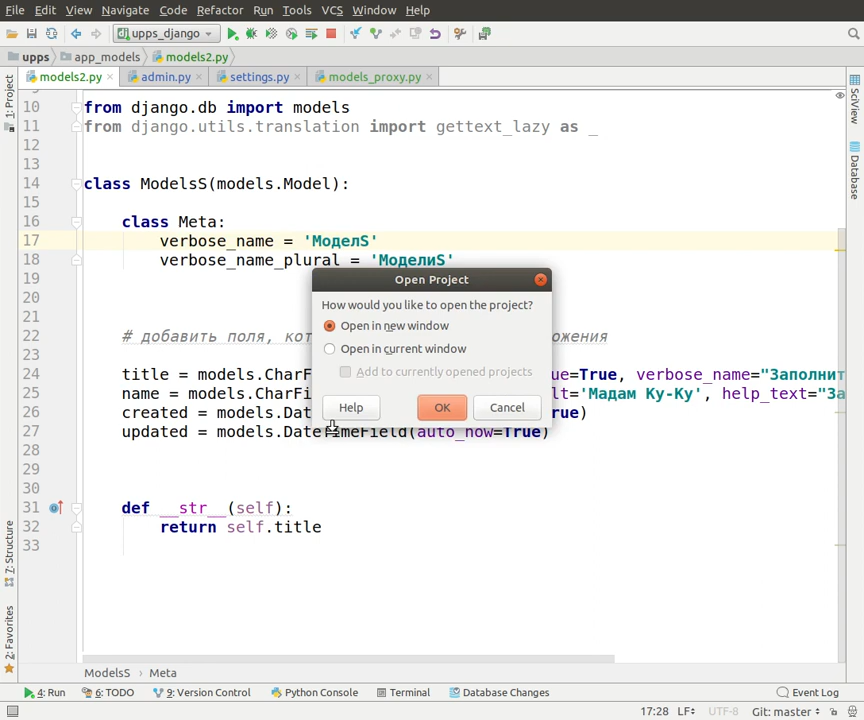 File Edit View Navigate Code Refactor Run Tools VCS Window Help
upps_django
upps app_models models2.py
models2.py admin.py settings.py models_proxy.py
1: Project
SciView
Database
10 from django.db import models
11 from django.utils.translation import gettext_lazy as _
12
13
14 class ModelsS(models.Model):
15
16 class Meta:
17 verbose_name = 'МоделS'
18 verbose_name_plural = 'МоделиS'
19
20
21
22 # добавить поля,
23
24 title = models.CharF ue=True, verbose_name="Заполнит
25 name = models.CharFi lt='Мадам Ку-Ку', help_text="За
26 created = models.Dat rue)
27 updated = models.DateTimeField(auto_now=True)
28
29
30
31 def __str__(self):
32 return self.title
33
Open Project
How would you like to open the project?
Open in new window
Open in current window
Add to currently opened projects
Help OK Cancel
7: Structure
2: Favorites
ModelsS › Meta
4: Run 6: TODO 9: Version Control Python Console Terminal Database Changes Event Log
17:28 LF UTF-8 Git: master